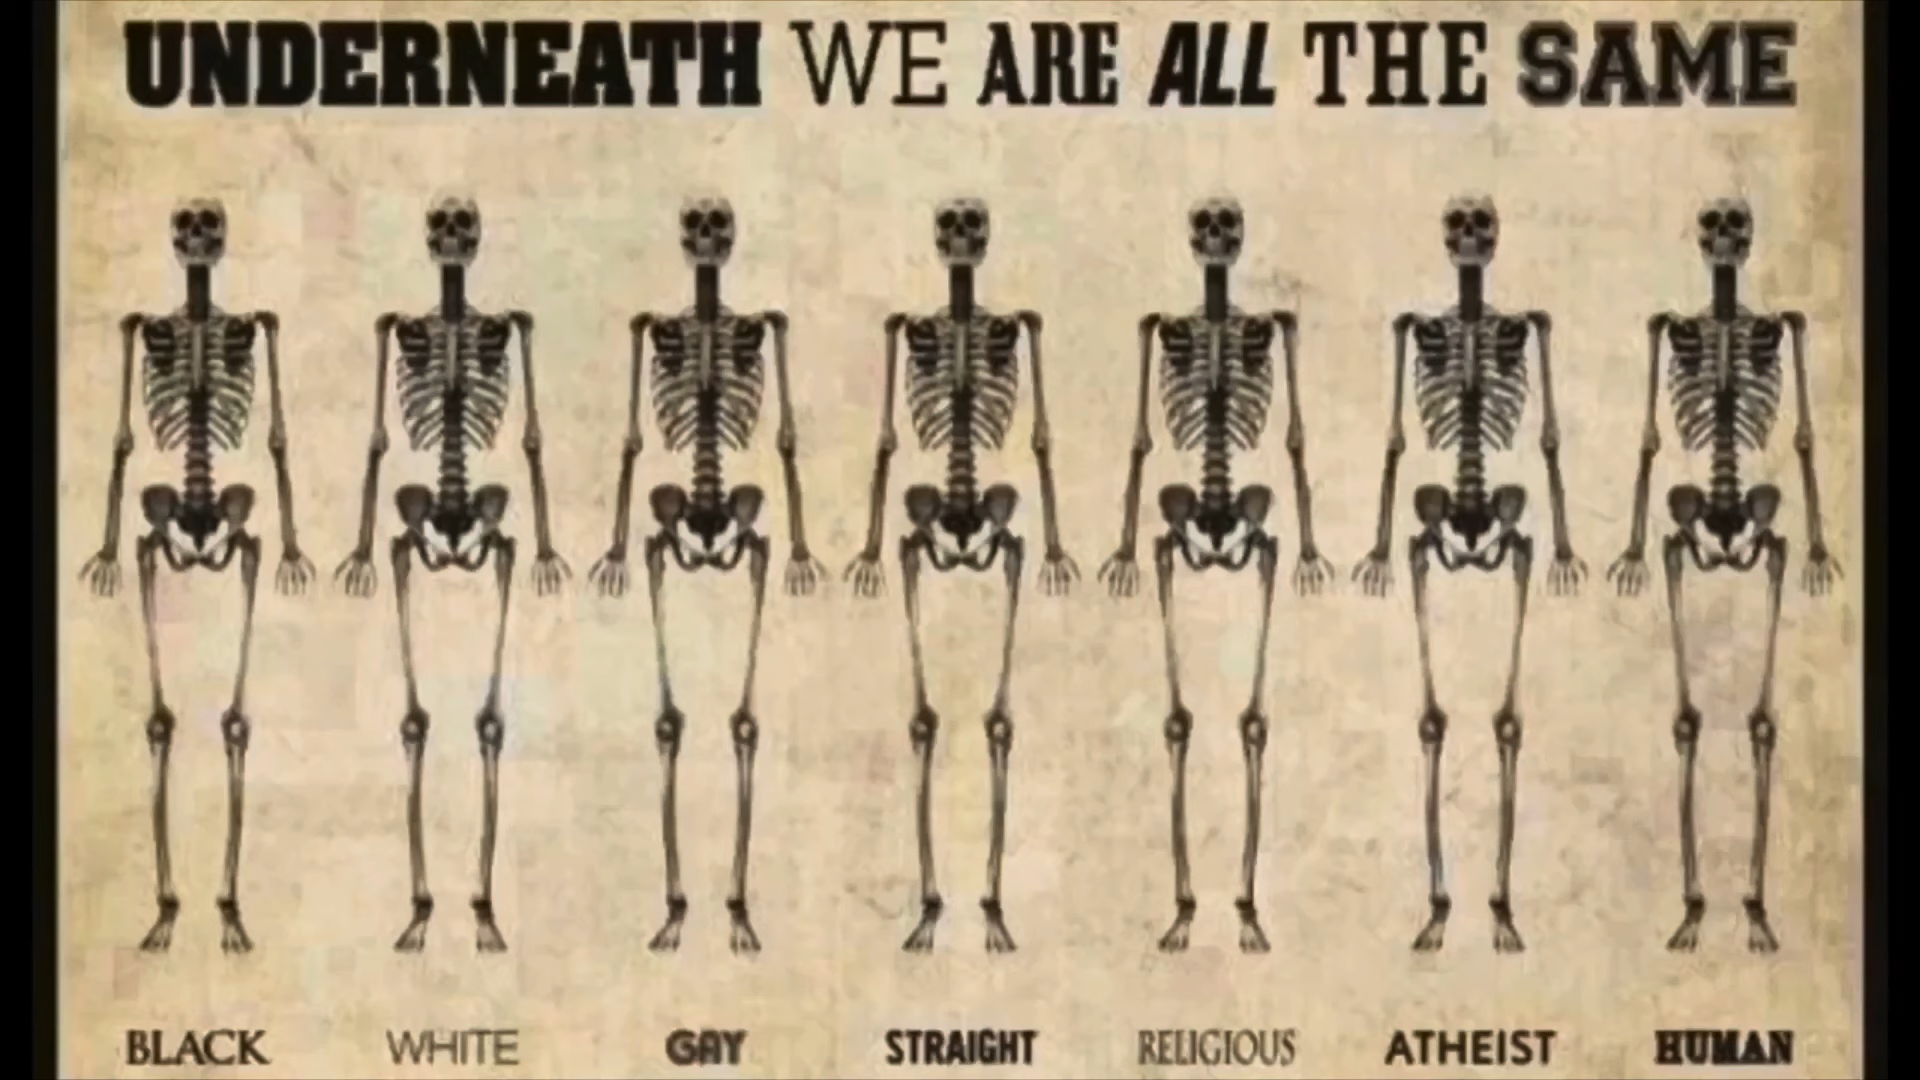 UNDERNEATH WE ARE ALL THE SAME
BLACK WHITE GAY STRAIGHT RELIGIOUS ATHEIST HUMAN